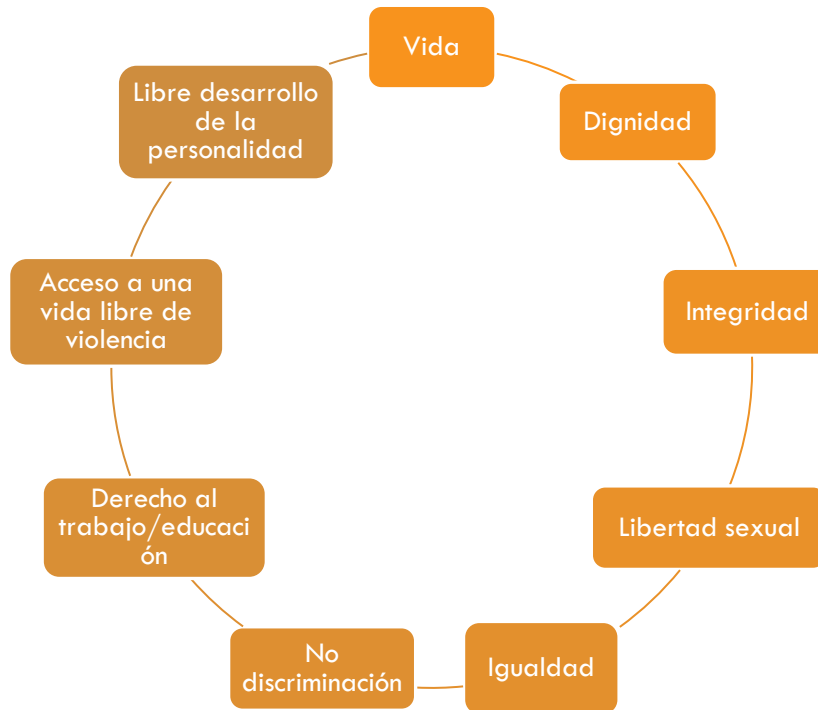 Vida
Dignidad
Integridad
Libertad sexual
Igualdad
No
discriminación
Derecho al
trabajo/educaci
ón
Acceso a una
vida libre de
violencia
Libre desarrollo
de la
personalidad